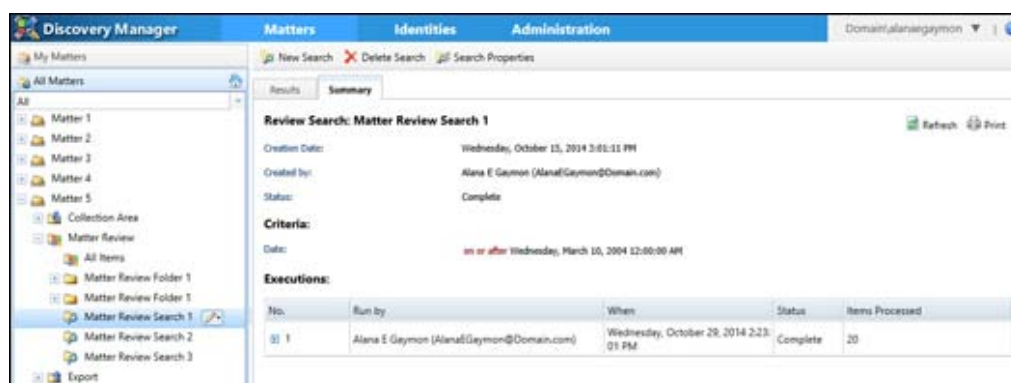 Discovery Manager
Matters Identities Administration
Domain\alanaegaymon
My Matters
All Matters
All
Matter 1
Matter 2
Matter 3
Matter 4
Matter 5
Collection Area
Matter Review
All Items
Matter Review Folder 1
Matter Review Folder 1
Matter Review Search 1
Matter Review Search 2
Matter Review Search 3
Export
New Search Delete Search Search Properties
Results Summary
Review Search: Matter Review Search 1
Refresh Print
Creation Date: Wednesday, October 15, 2014 3:01:11 PM
Created by: Alana E Gaymon (AlanaEGaymon@Domain.com)
Status: Complete
Criteria:
Date: on or after Wednesday, March 10, 2004 12:00:00 AM
Executions:
No. Run by When Status Items Processed
1 Alana E Gaymon (AlanaEGaymon@Domain.com) Wednesday, October 29, 2014 2:23:
01 PM Complete 20